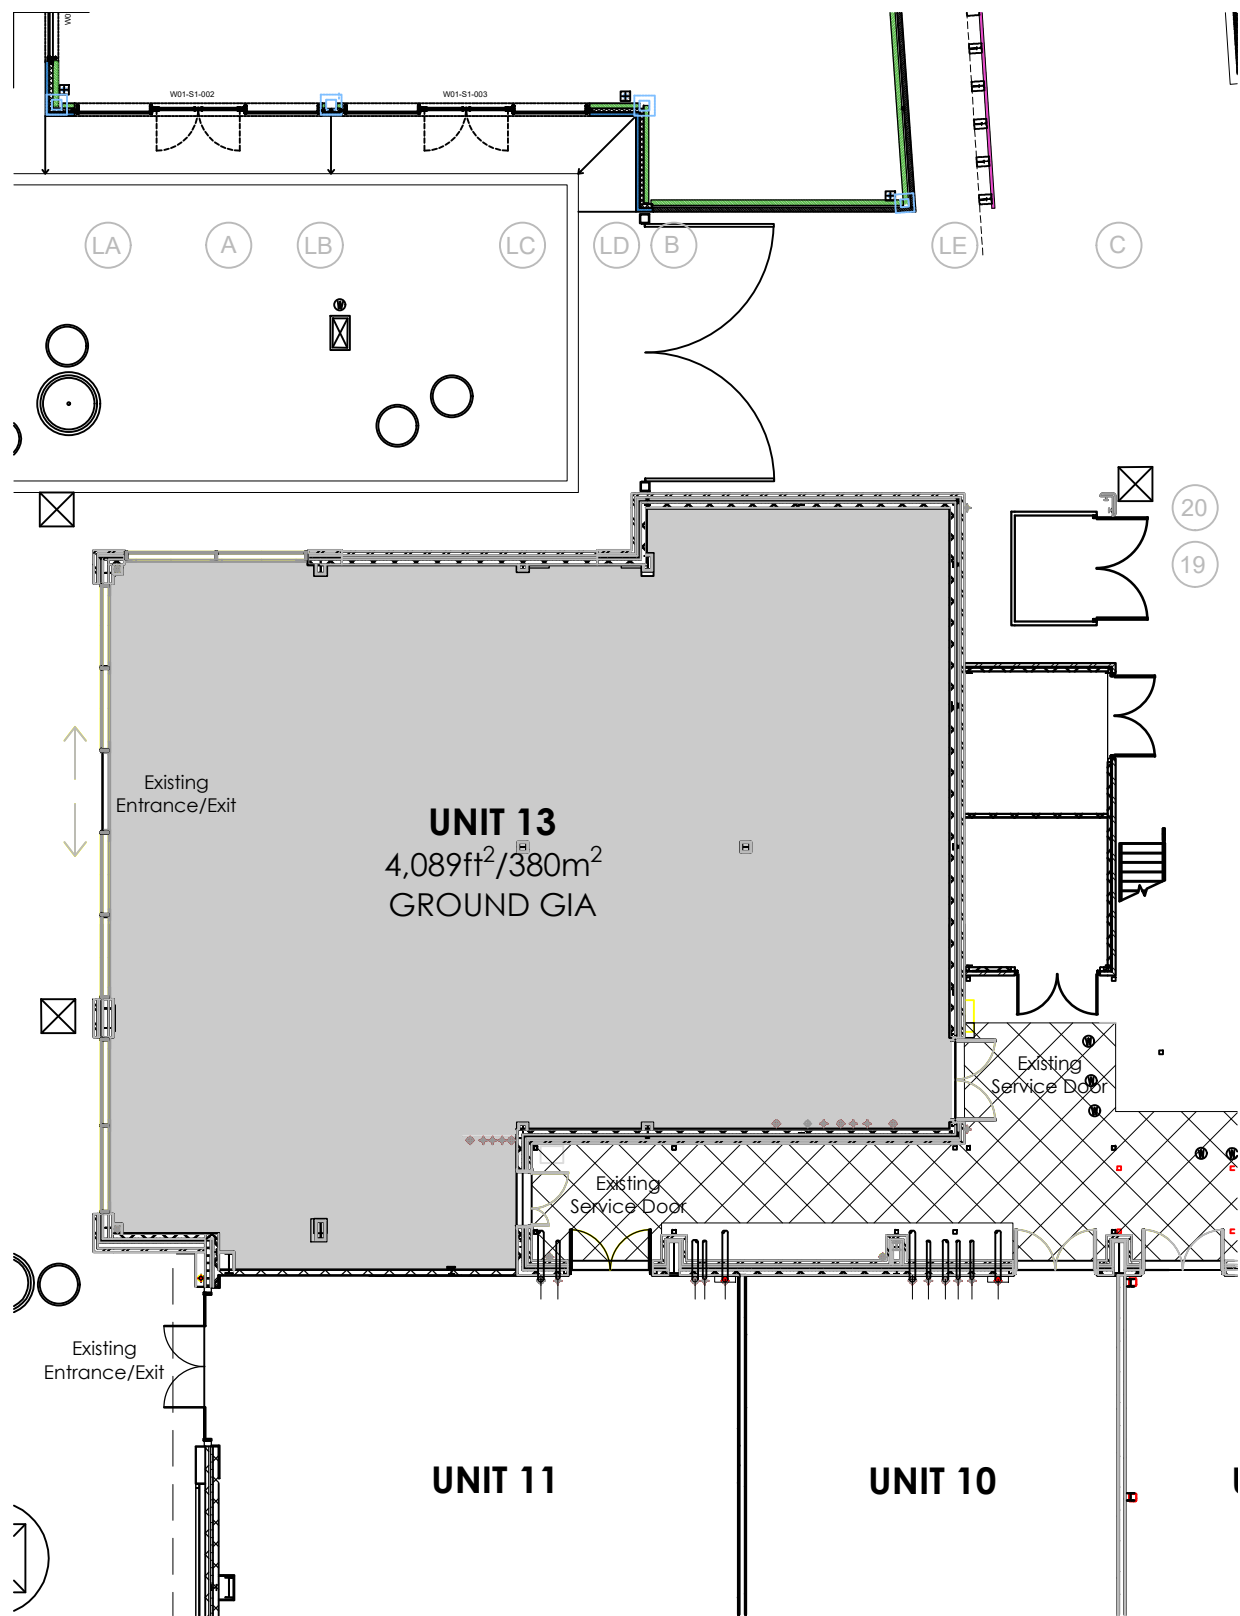 W01-S1-002
W01-S1-003
LA
A
LB
LC
LD
B
LE
C
20
19
Existing
Entrance/Exit
UNIT 13
4,089ft²/380m²
GROUND GIA
Existing
Service Door
Existing
Service Door
Existing
Entrance/Exit
UNIT 11
UNIT 10